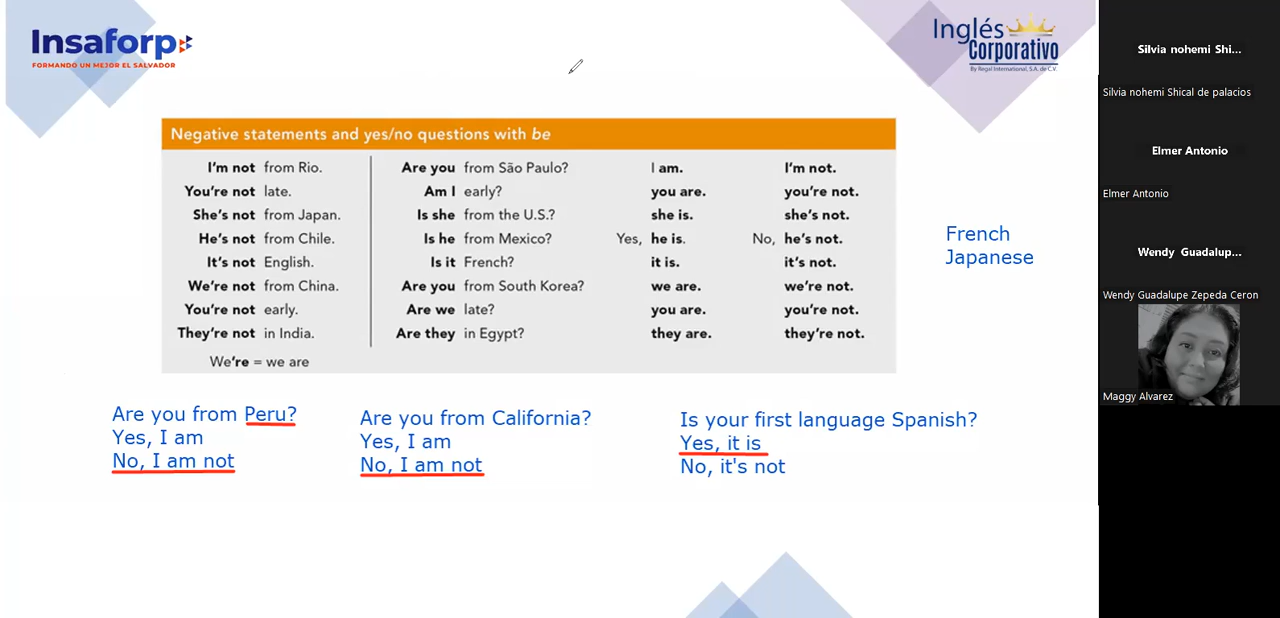 Insaforp
FORMANDO UN MEJOR EL SALVADOR
Inglés
Corporativo
By Regal International, S.A. de C.V.
Negative statements and yes/no questions with be
I'm not from Rio. Are you from São Paulo? I am. I'm not.
You're not late. Am I early? you are. you're not.
She's not from Japan. Is she from the U.S.? she is. she's not.
He's not from Chile. Is he from Mexico? Yes, he is. No, he's not.
It's not English. Is it French? it is. it's not.
We're not from China. Are you from South Korea? we are. we're not.
You're not early. Are we late? you are. you're not.
They're not in India. Are they in Egypt? they are. they're not.
We're = we are
French
Japanese
Are you from Peru?
Yes, I am
No, I am not
Are you from California?
Yes, I am
No, I am not
Is your first language Spanish?
Yes, it is
No, it's not
Silvia nohemi Shi...
Silvia nohemi Shical de palacios
Elmer Antonio
Elmer Antonio
Wendy Guadalup...
Wendy Guadalupe Zepeda Ceron
Maggy Alvarez